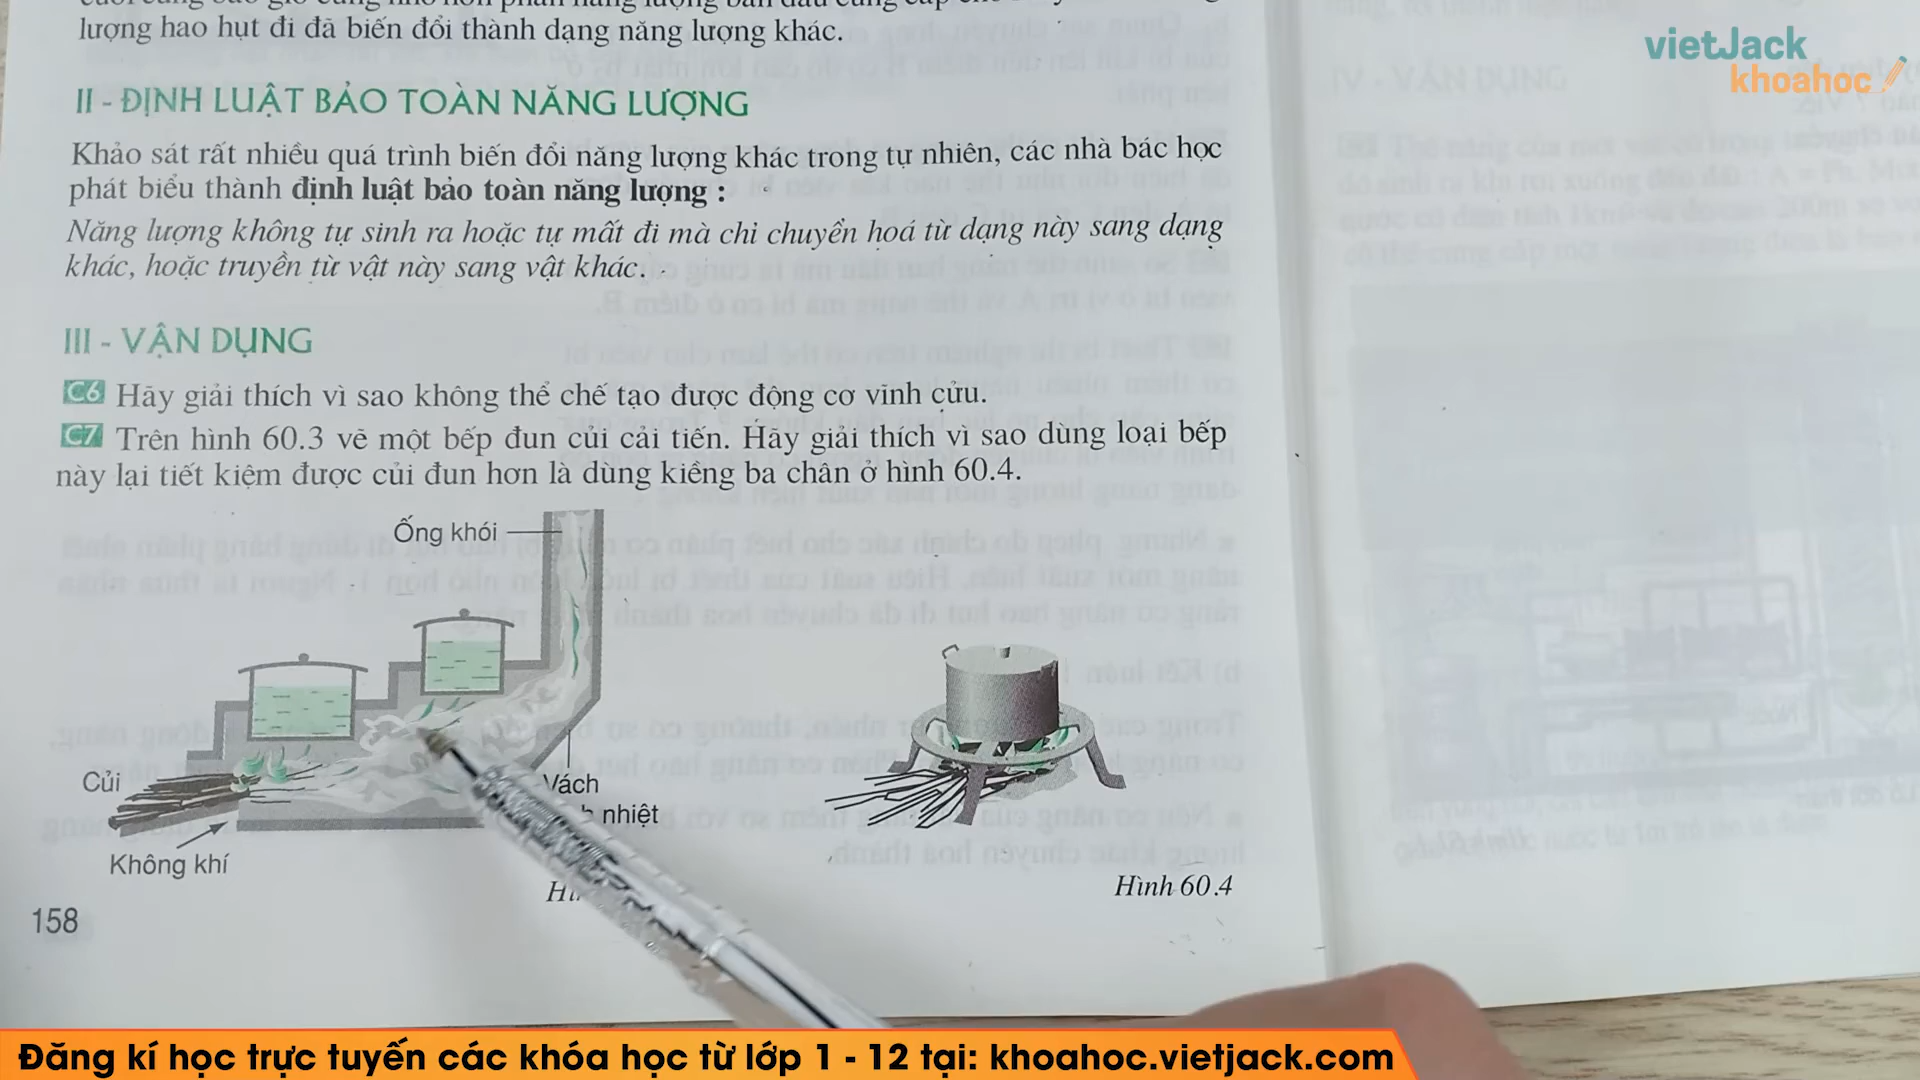 lượng hao hụt đi đã biến đổi thành dạng năng lượng khác.
vietJack
khoahoc
II - ĐỊNH LUẬT BẢO TOÀN NĂNG LƯỢNG
Khảo sát rất nhiều quá trình biến đổi năng lượng khác trong tự nhiên, các nhà bác học
phát biểu thành định luật bảo toàn năng lượng :
Năng lượng không tự sinh ra hoặc tự mất đi mà chỉ chuyển hoá từ dạng này sang dạng
khác, hoặc truyền từ vật này sang vật khác.
III - VẬN DỤNG
C6 Hãy giải thích vì sao không thể chế tạo được động cơ vĩnh cửu.
C7 Trên hình 60.3 vẽ một bếp đun củi cải tiến. Hãy giải thích vì sao dùng loại bếp
này lại tiết kiệm được củi đun hơn là dùng kiềng ba chân ở hình 60.4.
Ống khói
Củi
Vách
nhiệt
Không khí
Hình 60.4
158
Đăng kí học trực tuyến các khóa học từ lớp 1 - 12 tại: khoahoc.vietjack.com